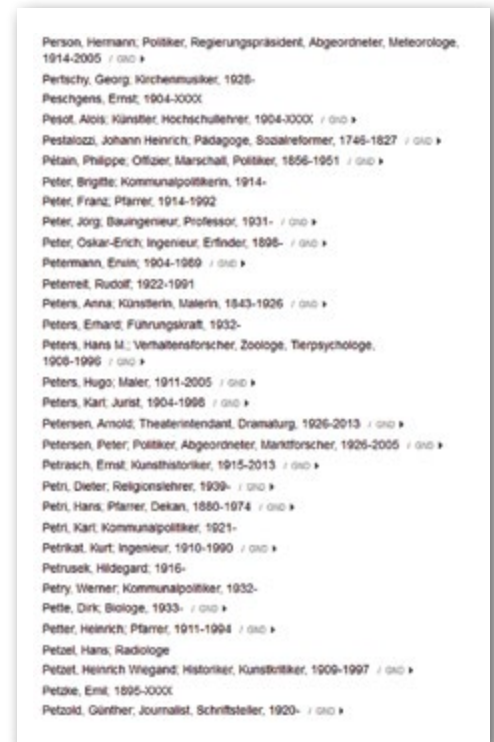 Person, Hermann; Politiker, Regierungspräsident, Abgeordneter, Meteorologe,
1914-2005 / GND ▶
Pertschy, Georg; Kirchenmusiker, 1928-
Peschgens, Ernst; 1904-XXXX
Pesot, Alois; Künstler, Hochschullehrer, 1904-XXXX / GND ▶
Pestalozzi, Johann Heinrich; Pädagoge, Sozialreformer, 1746-1827 / GND ▶
Pétain, Philippe; Offizier, Marschall, Politiker, 1856-1951 / GND ▶
Peter, Brigitte; Kommunalpolitikerin, 1914-
Peter, Franz; Pfarrer, 1914-1992
Peter, Jörg; Bauingenieur, Professor, 1931- / GND ▶
Peter, Oskar-Erich; Ingenieur, Erfinder, 1898- / GND ▶
Petermann, Erwin; 1904-1989 / GND ▶
Peterreit, Rudolf; 1922-1991
Peters, Anna; Künstlerin, Malerin, 1843-1926 / GND ▶
Peters, Erhard; Führungskraft, 1932-
Peters, Hans M.; Verhaltensforscher, Zoologe, Tierpsychologe,
1908-1996 / GND ▶
Peters, Hugo; Maler, 1911-2005 / GND ▶
Peters, Karl; Jurist, 1904-1998 / GND ▶
Petersen, Arnold; Theaterintendant, Dramaturg, 1926-2013 / GND ▶
Petersen, Peter; Politiker, Abgeordneter, Marktforscher, 1926-2005 / GND ▶
Petrasch, Ernst; Kunsthistoriker, 1915-2013 / GND ▶
Petri, Dieter; Religionslehrer, 1939- / GND ▶
Petri, Hans; Pfarrer, Dekan, 1880-1974 / GND ▶
Petri, Karl; Kommunalpolitiker, 1921-
Petrikat, Kurt; Ingenieur, 1910-1990 / GND ▶
Petrusek, Hildegard; 1916-
Petry, Werner; Kommunalpolitiker, 1932-
Pette, Dirk; Biologe, 1933- / GND ▶
Petter, Heinrich; Pfarrer, 1911-1994 / GND ▶
Petzel, Hans; Radiologe
Petzet, Heinrich Wiegand; Historiker, Kunstkritiker, 1909-1997 / GND ▶
Petzke, Emil; 1895-XXXX
Petzold, Günther; Journalist, Schriftsteller, 1920- / GND ▶